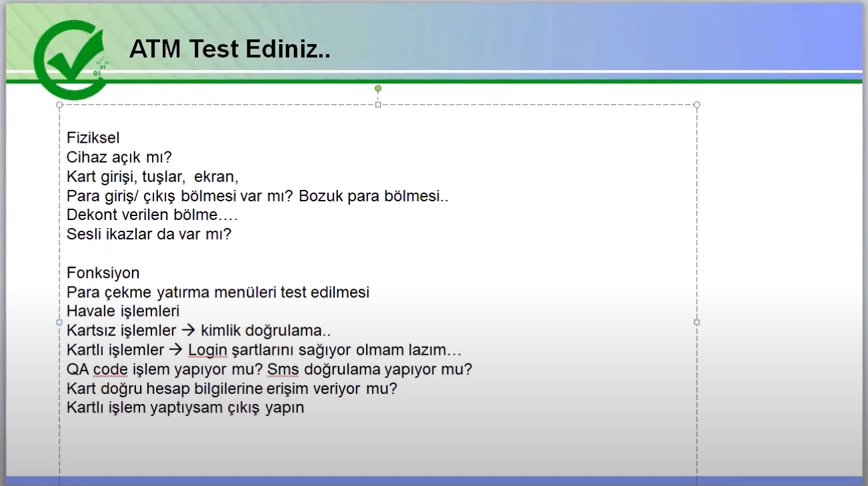 ATM Test Ediniz..
01
01
Fiziksel
Cihaz açık mı?
Kart girişi, tuşlar, ekran,
Para giriş/ çıkış bölmesi var mı? Bozuk para bölmesi..
Dekont verilen bölme….
Sesli ikazlar da var mı?
Fonksiyon
Para çekme yatırma menüleri test edilmesi
Havale işlemleri
Kartsız işlemler → kimlik doğrulama..
Kartlı işlemler → Login şartlarını sağıyor olmam lazım…
QA code işlem yapıyor mu? Sms doğrulama yapıyor mu?
Kart doğru hesap bilgilerine erişim veriyor mu?
Kartlı işlem yaptıysam çıkış yapın